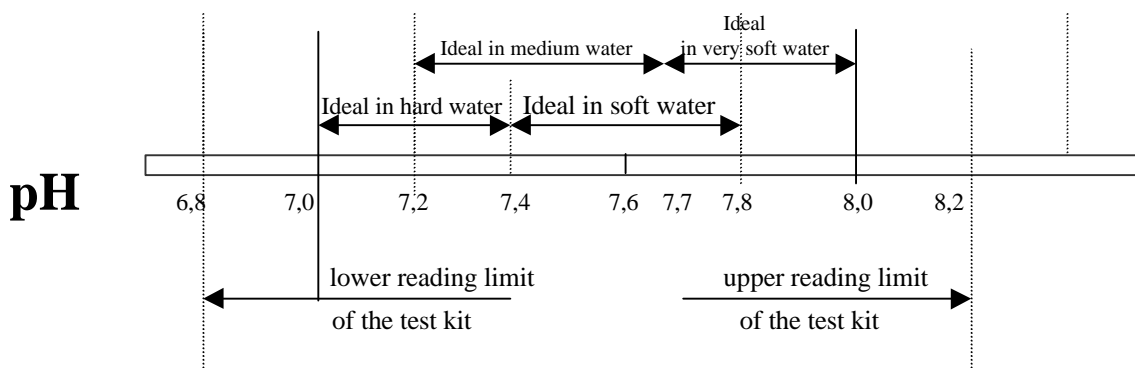 Ideal
Ideal in medium water
in very soft water
Ideal in hard water
Ideal in soft water
pH
6,8 7,0 7,2 7,4 7,6 7,7 7,8 8,0 8,2
lower reading limit
of the test kit
upper reading limit
of the test kit